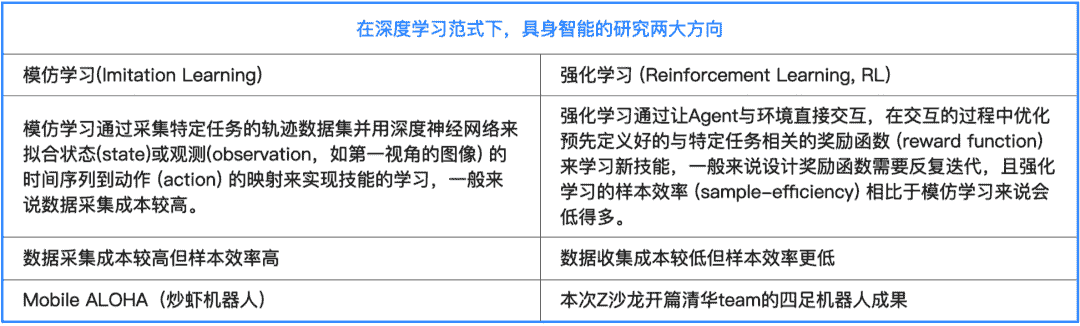 在深度学习范式下，具身智能的研究两大方向
模仿学习(Imitation Learning)
强化学习 (Reinforcement Learning, RL)
模仿学习通过采集特定任务的轨迹数据集并用深度神经网络来
拟合状态(state)或观测(observation，如第一视角的图像) 的
时间序列到动作 (action) 的映射来实现技能的学习，一般来
说数据采集成本较高。
强化学习通过让Agent与环境直接交互，在交互的过程中优化
预先定义好的与特定任务相关的奖励函数 (reward function)
来学习新技能，一般来说设计奖励函数需要反复迭代，且强化
学习的样本效率 (sample-efficiency) 相比于模仿学习来说会
低得多。
数据采集成本较高但样本效率高
数据收集成本较低但样本效率更低
Mobile ALOHA（炒虾机器人）
本次Z沙龙开篇清华team的四足机器人成果